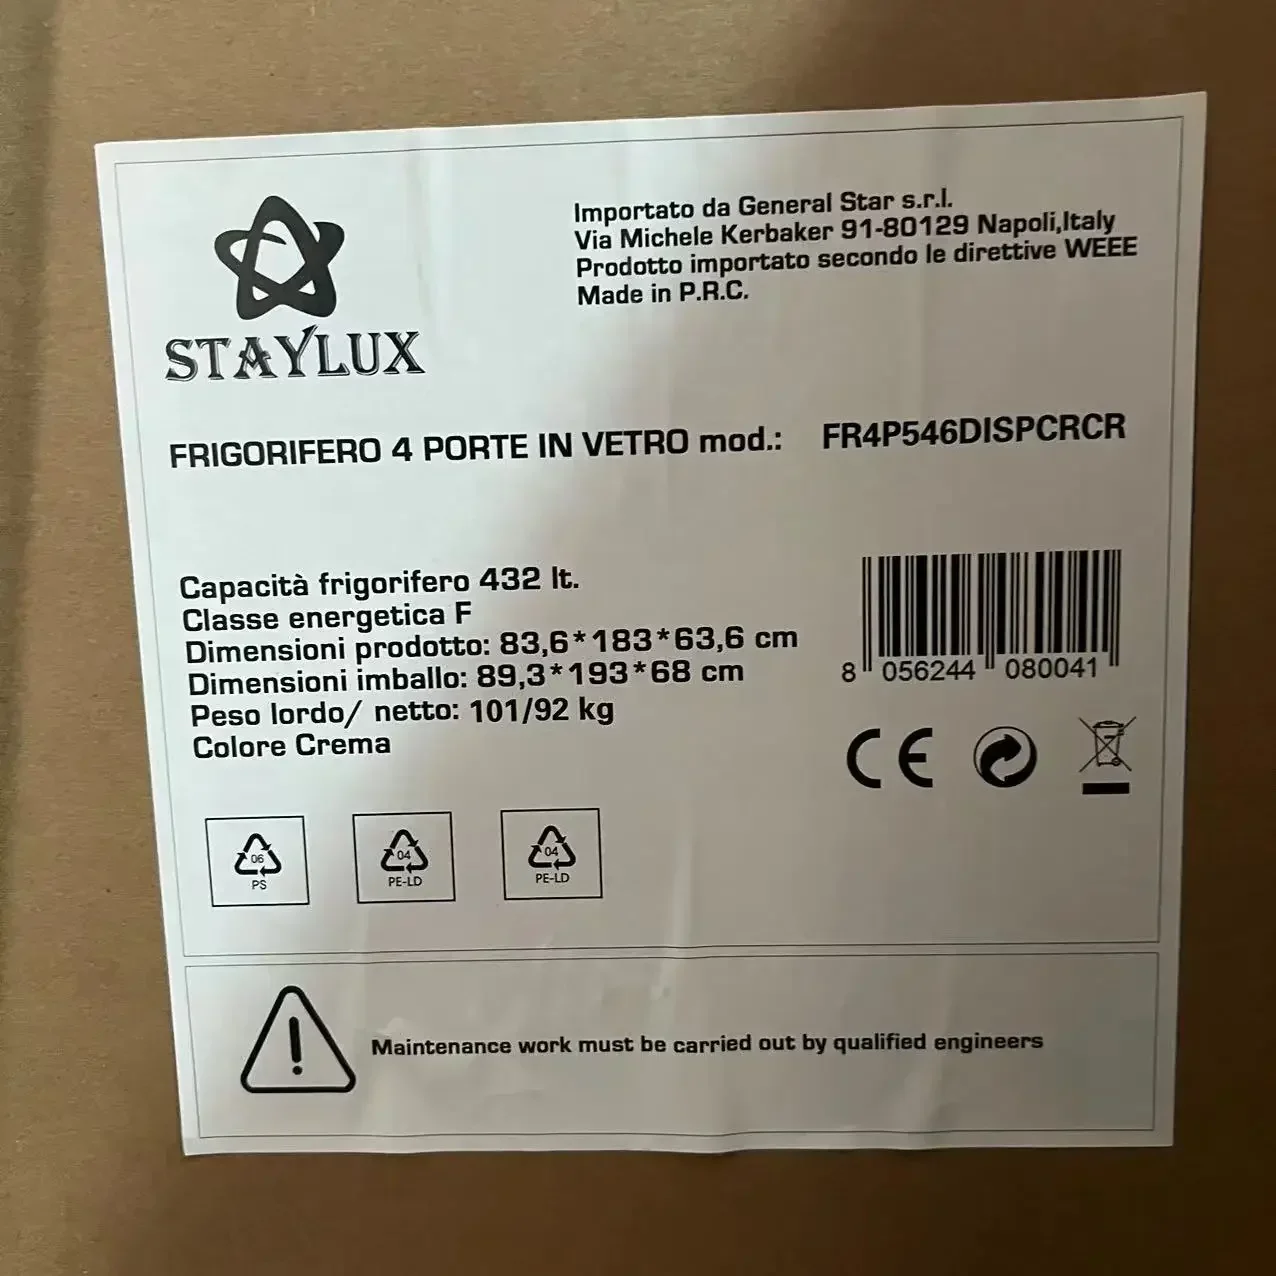 STAYLUX
Importato da General Star s.r.l.
Via Michele Kerbaker 91-80129 Napoli,Italy
Prodotto importato secondo le direttive WEEE
Made in P.R.C.
FRIGORIFERO 4 PORTE IN VETRO mod.: FR4P546DISPCRCR
Capacità frigorifero 432 lt.
Classe energetica F
Dimensioni prodotto: 83,6*183*63,6 cm
Dimensioni imballo: 89,3*193*68 cm
Peso lordo/ netto: 101/92 kg
Colore Crema
8 056244 080041
CE
06
PS
04
PE-LD
04
PE-LD
Maintenance work must be carried out by qualified engineers